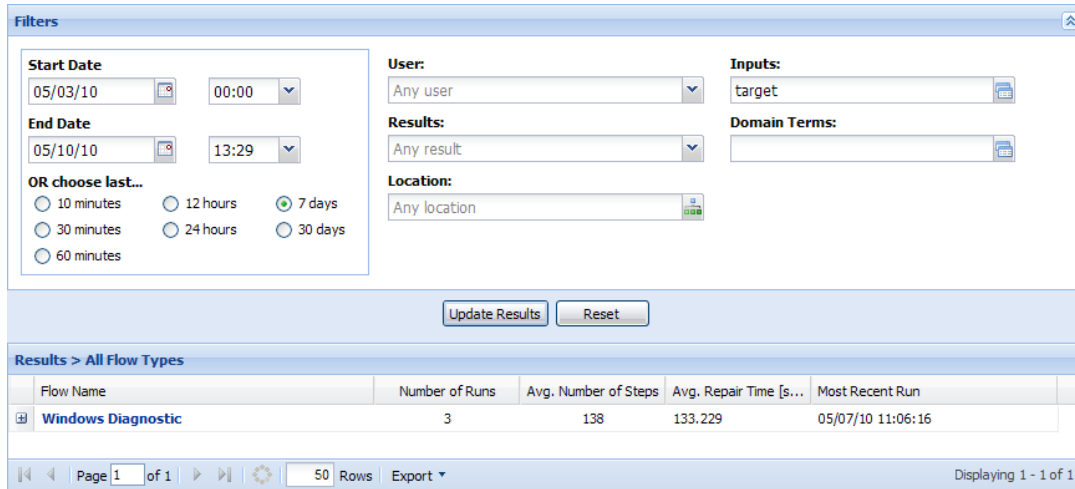 Filters
Start Date
05/03/10 00:00
End Date
05/10/10 13:29
OR choose last...
10 minutes 12 hours 7 days
30 minutes 24 hours 30 days
60 minutes
User:
Any user
Results:
Any result
Location:
Any location
Inputs:
target
Domain Terms:
Update Results Reset
Results > All Flow Types
Flow Name Number of Runs Avg. Number of Steps Avg. Repair Time [s... Most Recent Run
Windows Diagnostic 3 138 133.229 05/07/10 11:06:16
Page 1 of 1 50 Rows Export Displaying 1 - 1 of 1